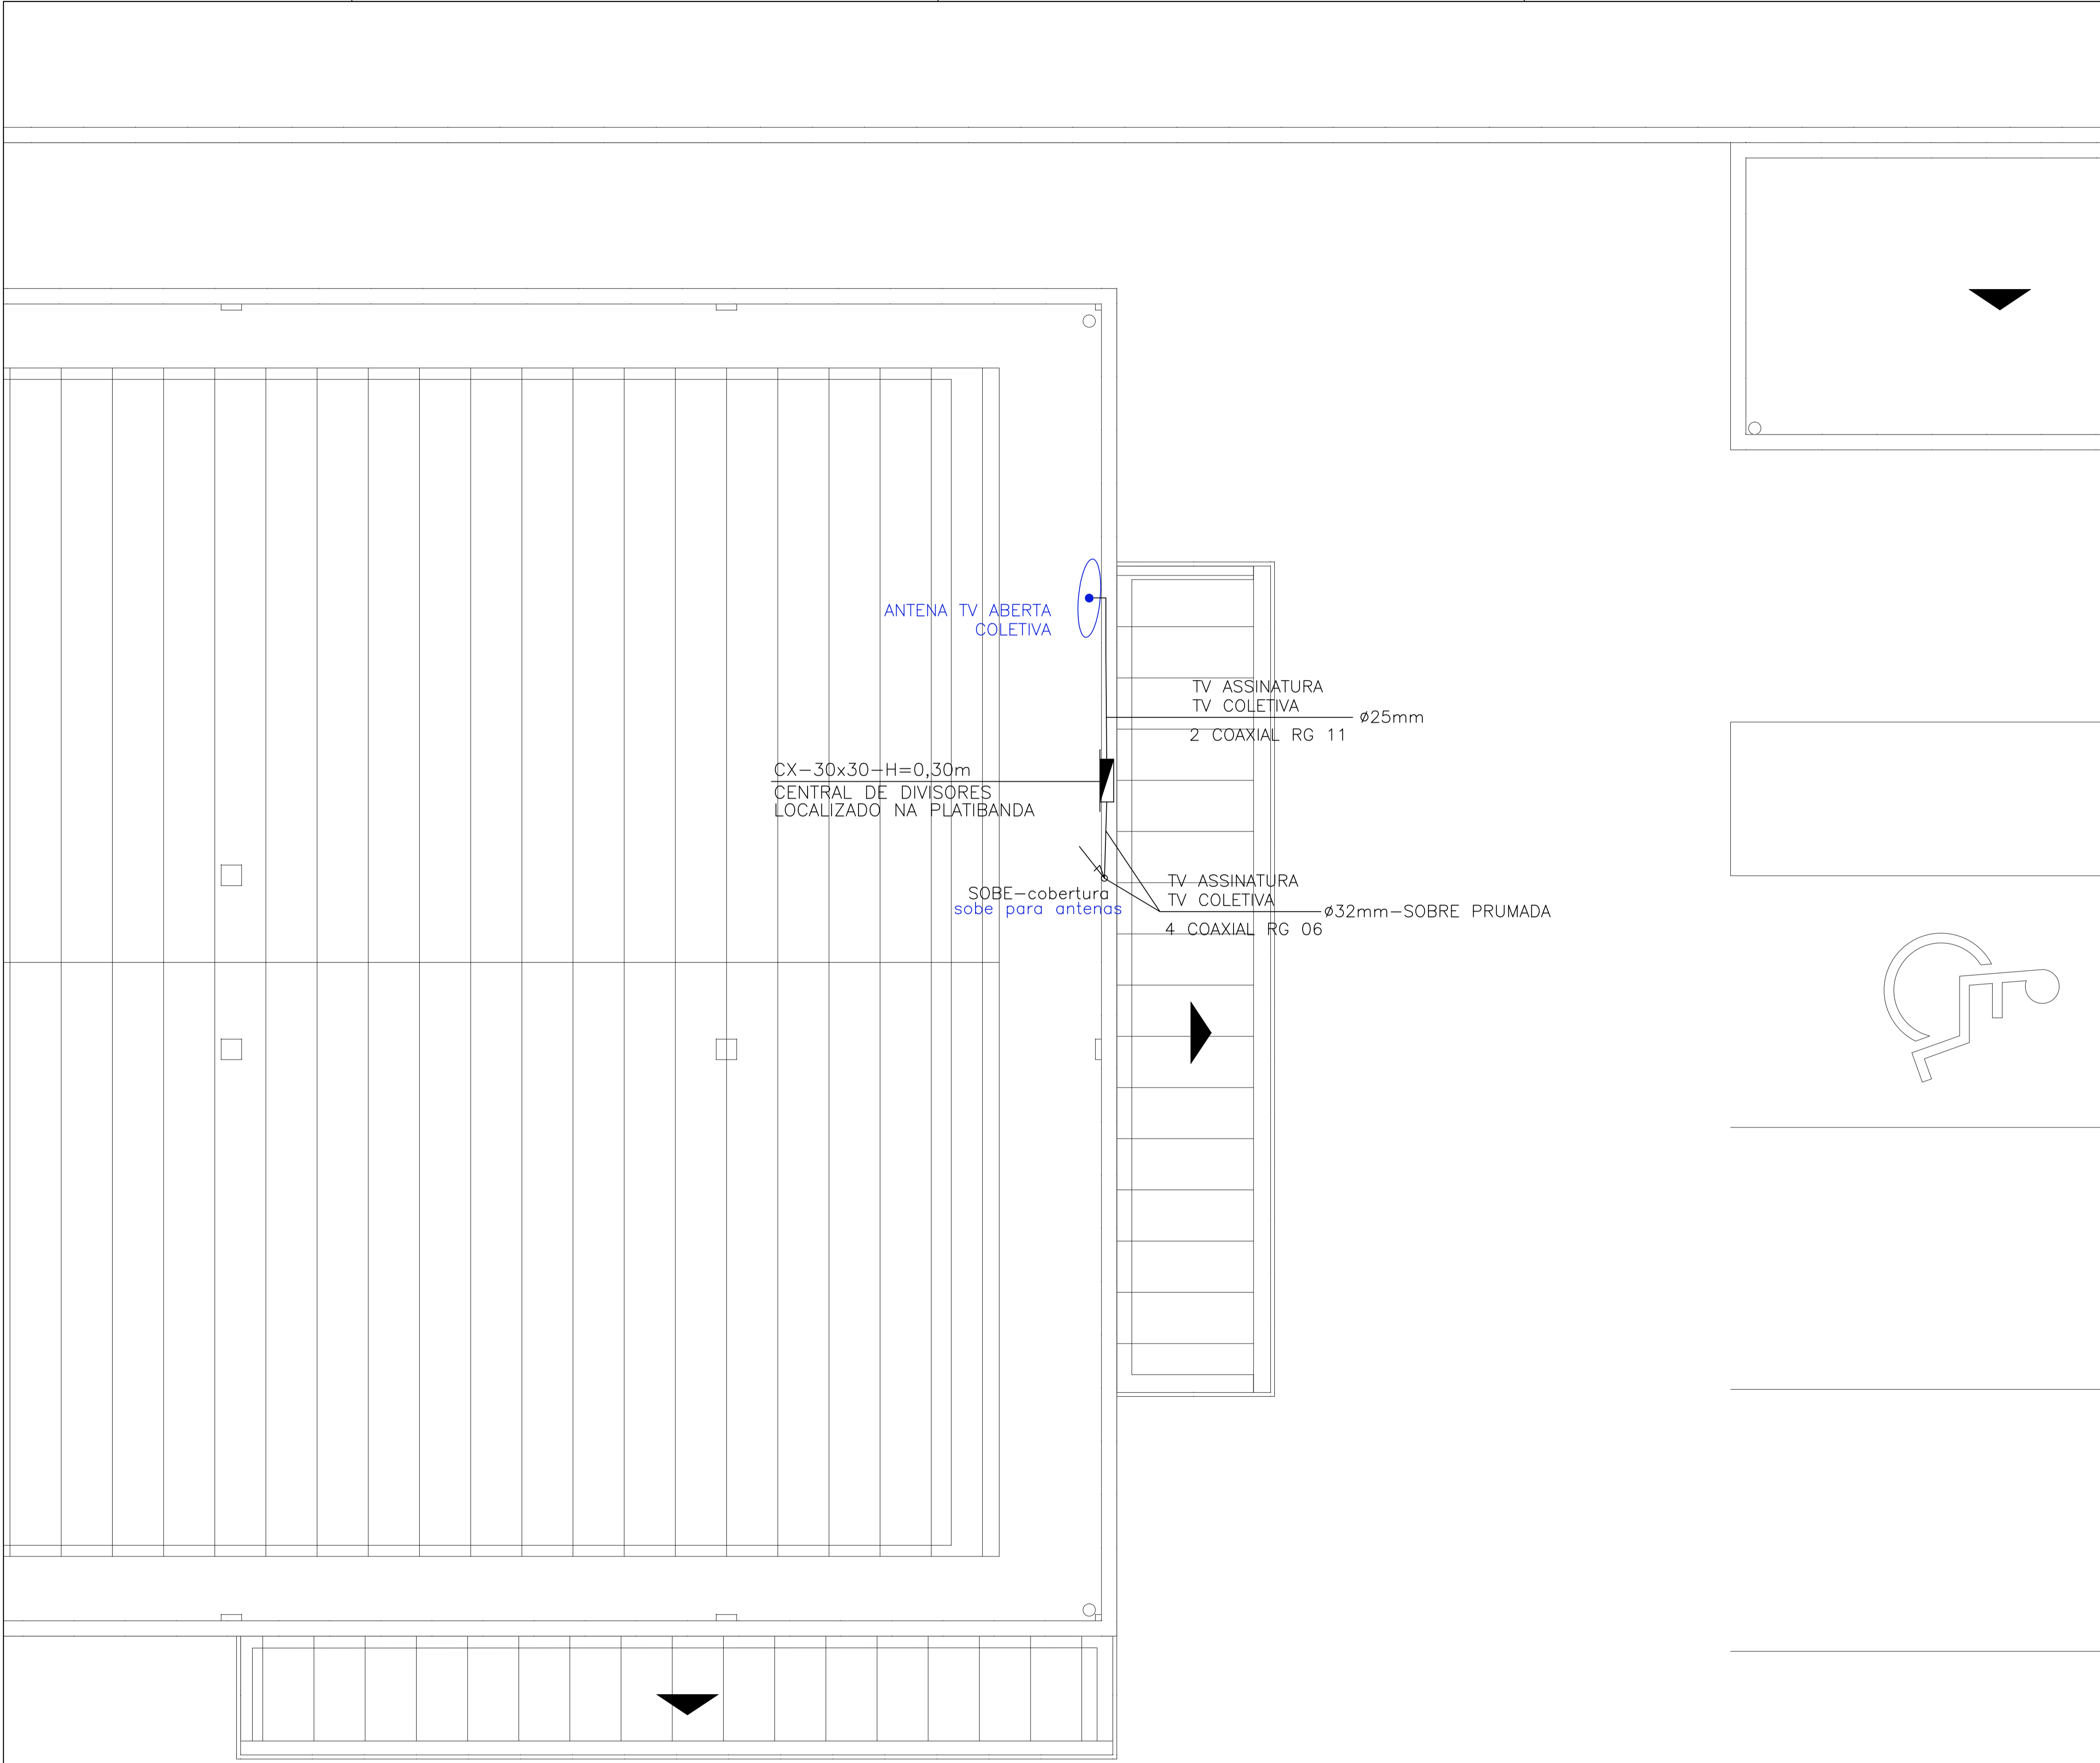 ANTENA TV ABERTA
COLETIVA
TV ASSINATURA
TV COLETIVA
ø25mm
2 COAXIAL RG 11
CX-30x30-H=0,30m
CENTRAL DE DIVISORES
LOCALIZADO NA PLATIBANDA
SOBE-cobertura
sobe para antenas
TV ASSINATURA
TV COLETIVA
ø32mm-SOBRE PRUMADA
4 COAXIAL RG 06